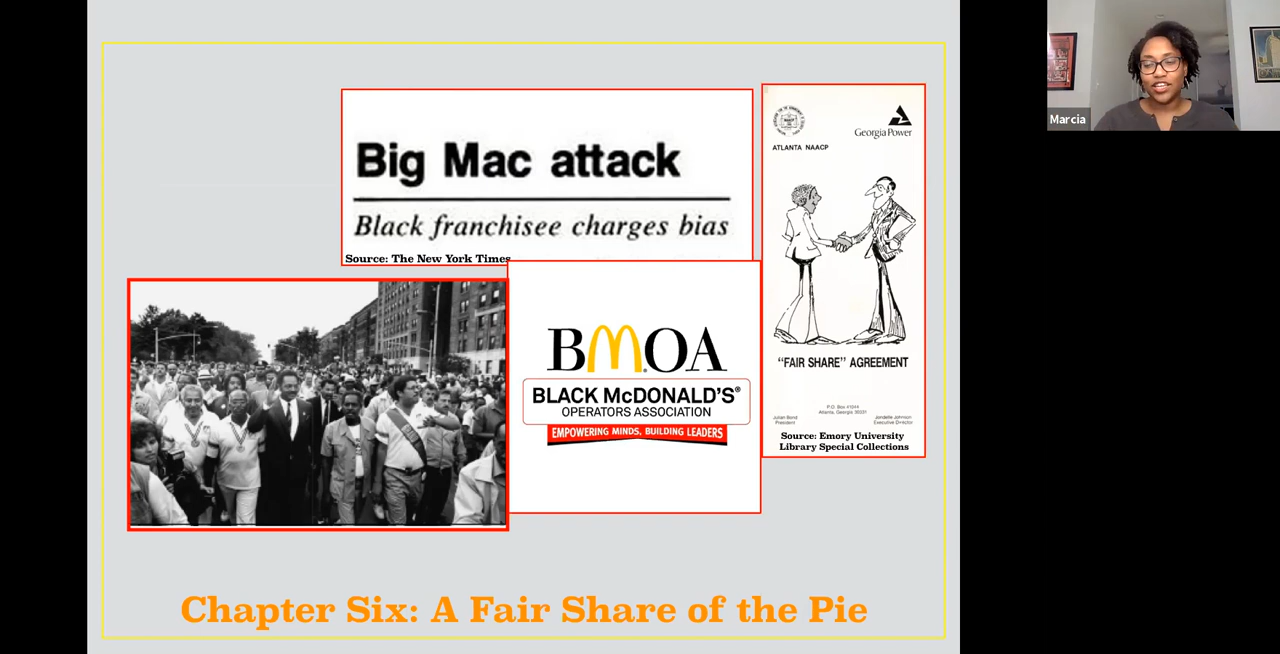 Big Mac attack
Black franchisee charges bias
Source: The New York Times
ATLANTA NAACP
Georgia Power
"FAIR SHARE" AGREEMENT
P.O. Box 41044
Atlanta, Georgia 30331
Julian Bond
President
Jondelle Johnson
Executive Director
Source: Emory University
Library Special Collections
BMOA
BLACK McDONALD'S®
OPERATORS ASSOCIATION
EMPOWERING MINDS, BUILDING LEADERS
Chapter Six: A Fair Share of the Pie
Marcia